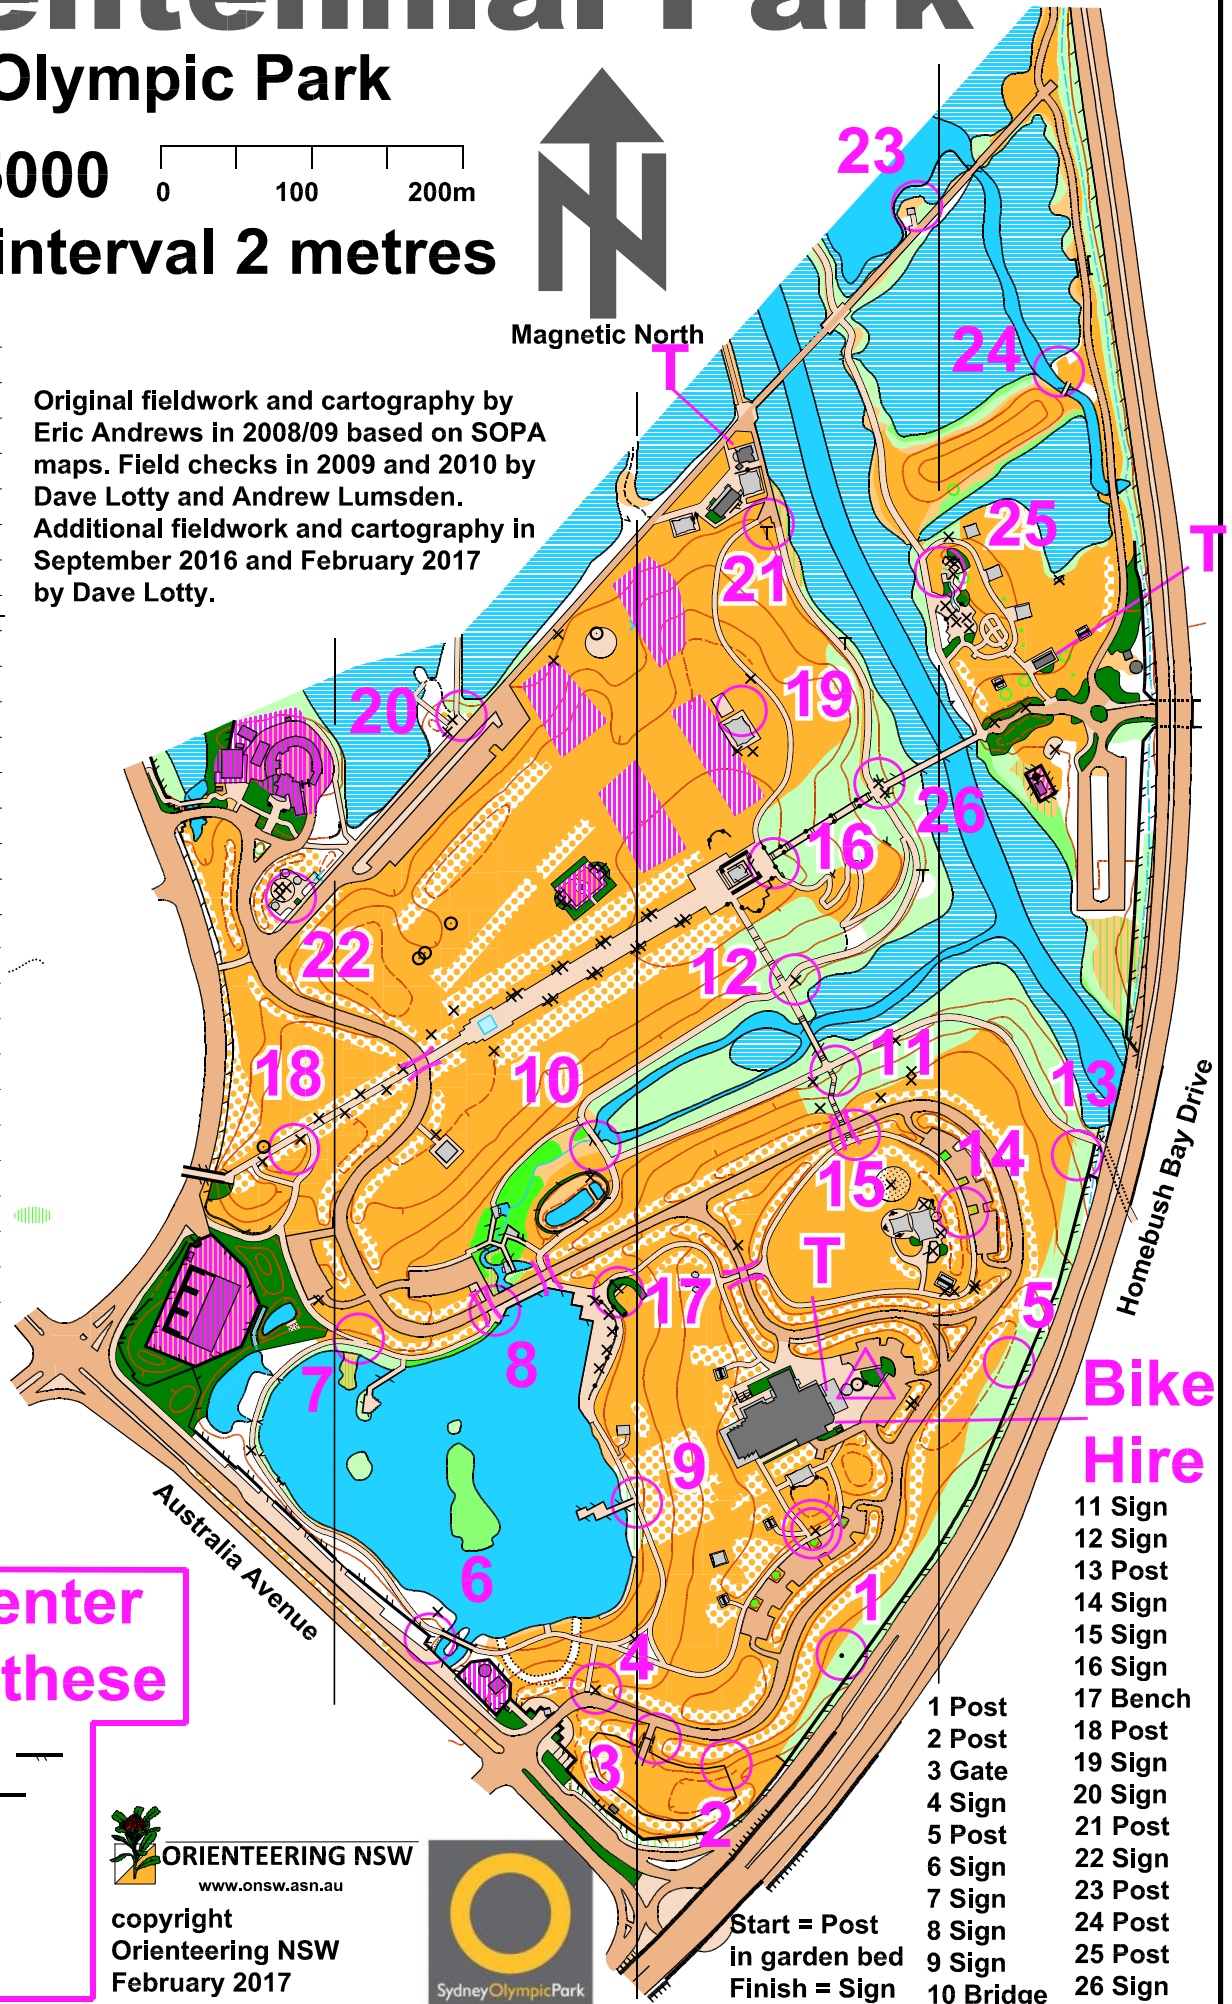 entennial Park
Olympic Park
5000
0 100 200m
interval 2 metres
Magnetic North
Original fieldwork and cartography by
Eric Andrews in 2008/09 based on SOPA
maps. Field checks in 2009 and 2010 by
Dave Lotty and Andrew Lumsden.
Additional fieldwork and cartography in
September 2016 and February 2017
by Dave Lotty.
23
24
T
25
T
21
19
20
26
16
22
12
18
10
11
13
14
15
T
17
5
7
8
Bike
Hire
9
6
1
4
3
2
Homebush Bay Drive
Australia Avenue
enter
these
1 Post
2 Post
3 Gate
4 Sign
5 Post
6 Sign
7 Sign
8 Sign
9 Sign
10 Bridge
11 Sign
12 Sign
13 Post
14 Sign
15 Sign
16 Sign
17 Bench
18 Post
19 Sign
20 Sign
21 Post
22 Sign
23 Post
24 Post
25 Post
26 Sign
Start = Post
in garden bed
Finish = Sign
ORIENTEERING NSW
www.onsw.asn.au
copyright
Orienteering NSW
February 2017
SydneyOlympicPark